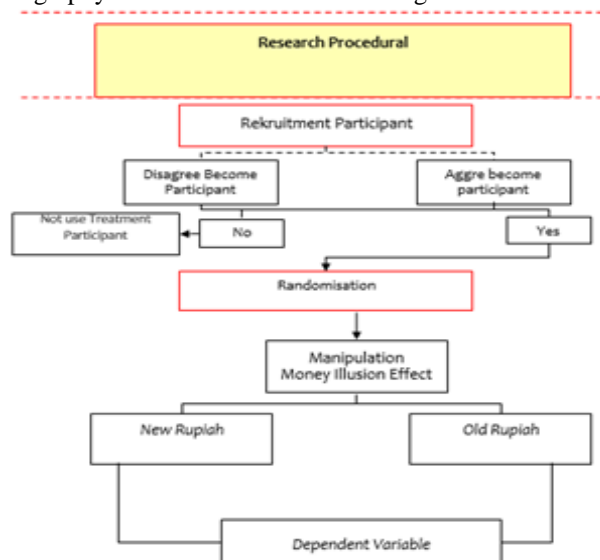 Research Procedural
Rekruitment Participant
Disagree Become
Participant
Aggre become
participant
Not use Treatment
Participant
No
Yes
Randomisation
Manipulation
Money Illusion Effect
New Rupiah
Old Rupiah
Dependent Variable